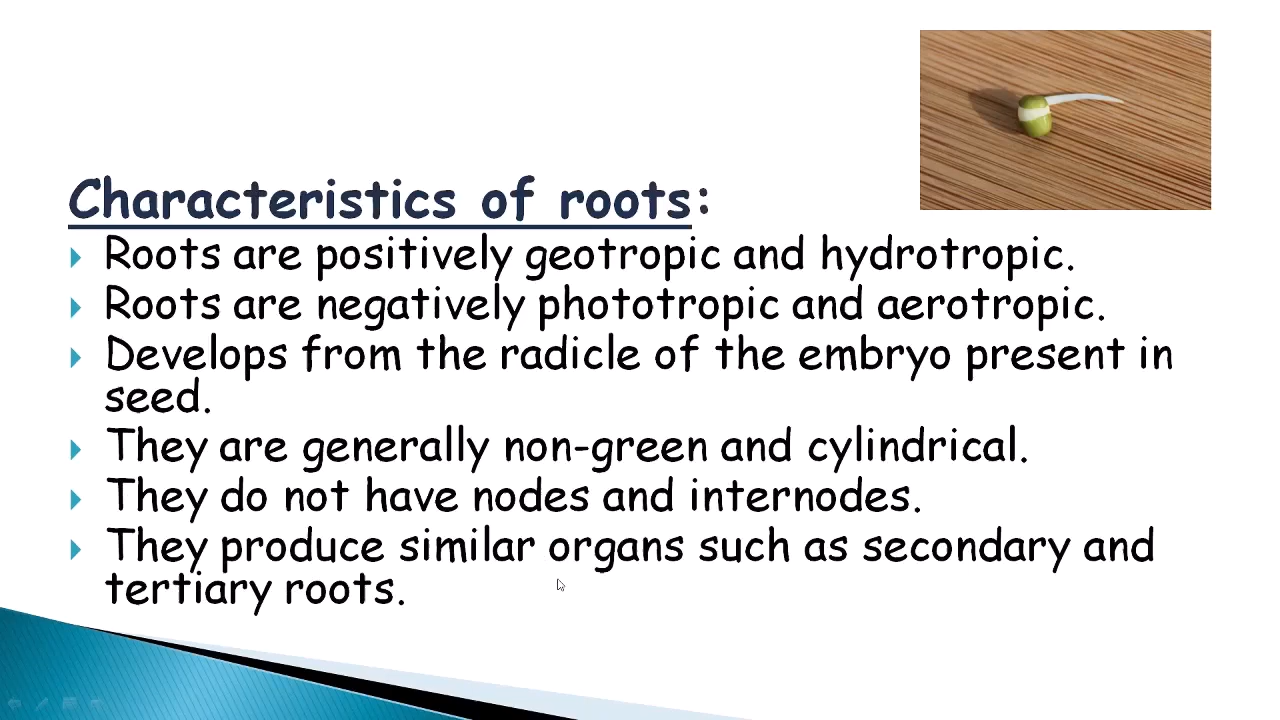 Characteristics of roots:
Roots are positively geotropic and hydrotropic.
Roots are negatively phototropic and aerotropic.
Develops from the radicle of the embryo present in
seed.
They are generally non-green and cylindrical.
They do not have nodes and internodes.
They produce similar organs such as secondary and
tertiary roots.